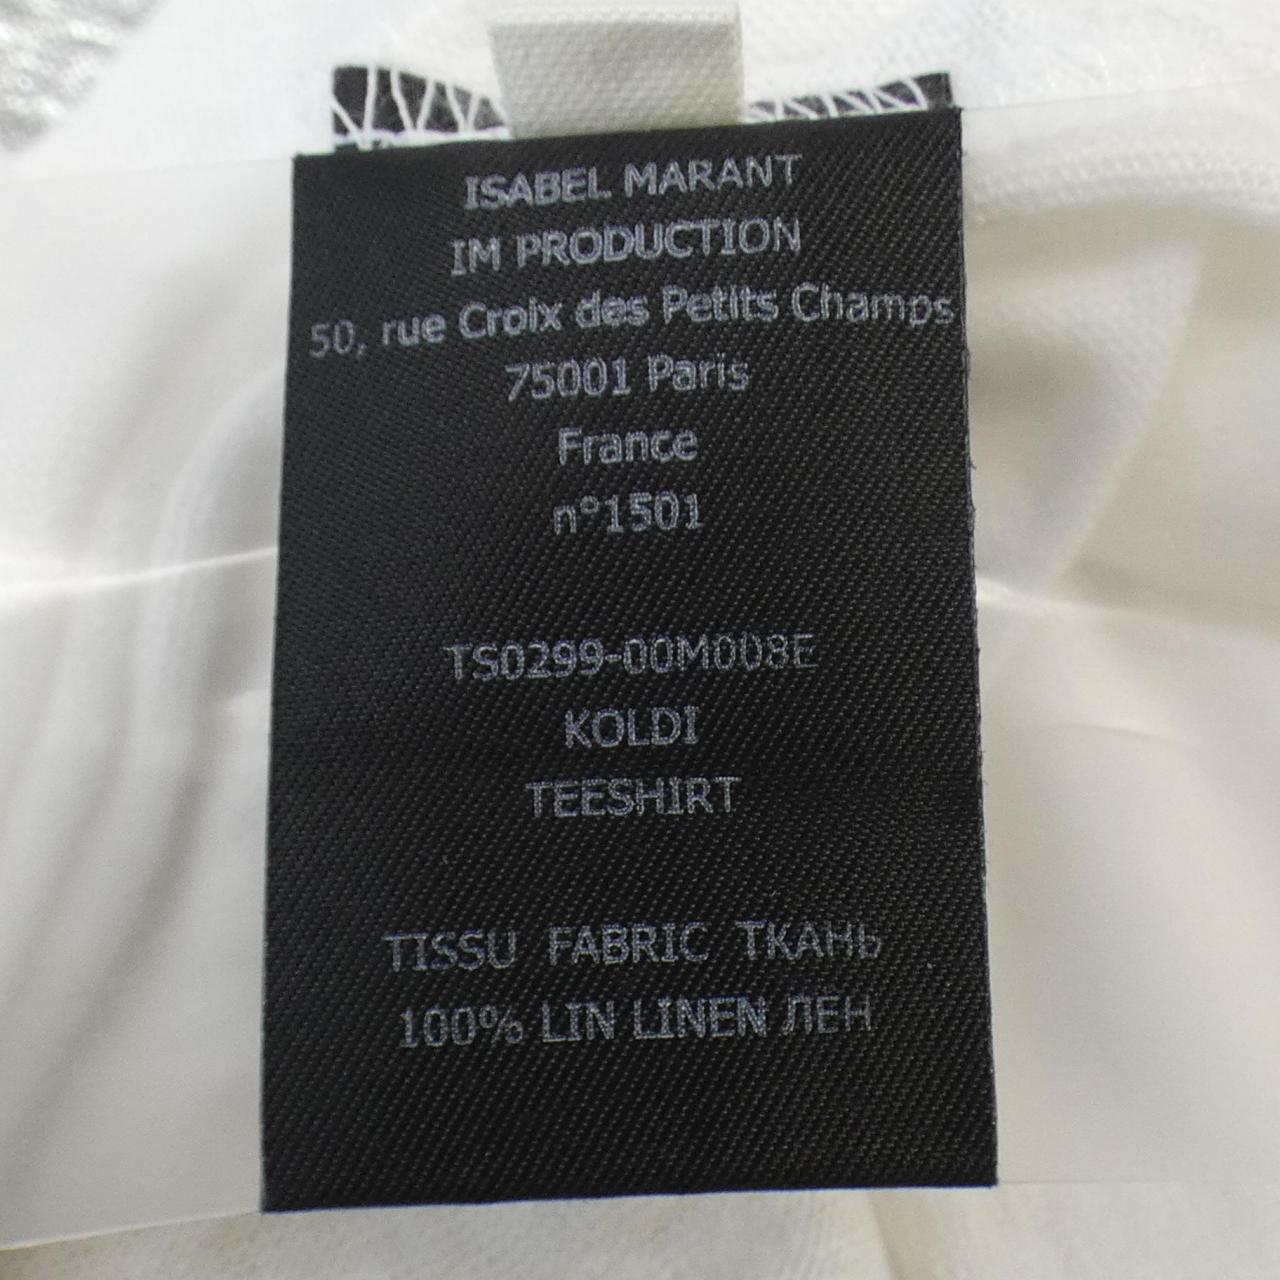 ISABEL MARANT
IM PRODUCTION
50, rue Croix des Petits Champs
75001 Paris
France
n°1501
TS0299-00M008E
KOLDI
TEESHIRT
TISSU FABRIC ТКАНЬ
100% LIN LINEN ЛЕН